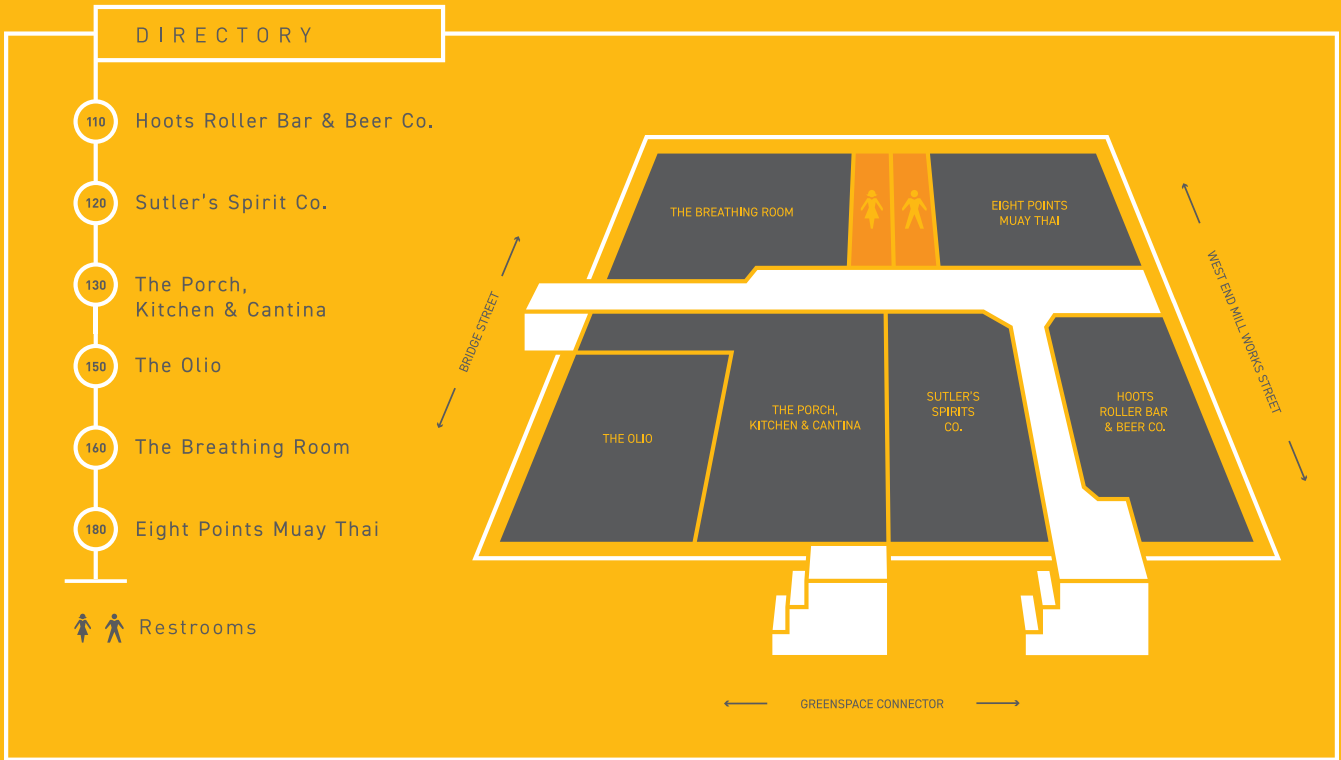 DIRECTORY
110 Hoots Roller Bar & Beer Co.
120 Sutler's Spirit Co.
130 The Porch,
Kitchen & Cantina
150 The Olio
160 The Breathing Room
180 Eight Points Muay Thai
Restrooms
THE BREATHING ROOM
EIGHT POINTS
MUAY THAI
BRIDGE STREET
WEST END MILL WORKS STREET
THE OLIO
THE PORCH,
KITCHEN & CANTINA
SUTLER'S
SPIRITS
CO.
HOOTS
ROLLER BAR
& BEER CO.
GREENSPACE CONNECTOR